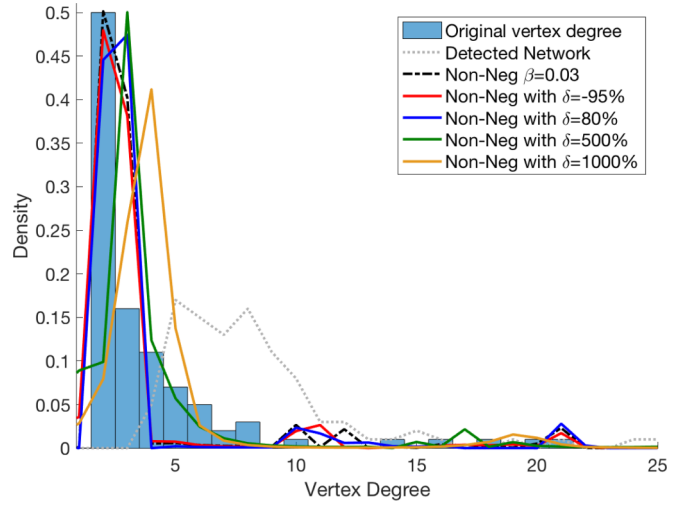 0.5
0.45
0.4
0.35
0.3
0.25
0.2
0.15
0.1
0.05
0
Density
5
10
15
20
25
Vertex Degree
Original vertex degree
Detected Network
Non-Neg β=0.03
Non-Neg with δ=-95%
Non-Neg with δ=80%
Non-Neg with δ=500%
Non-Neg with δ=1000%